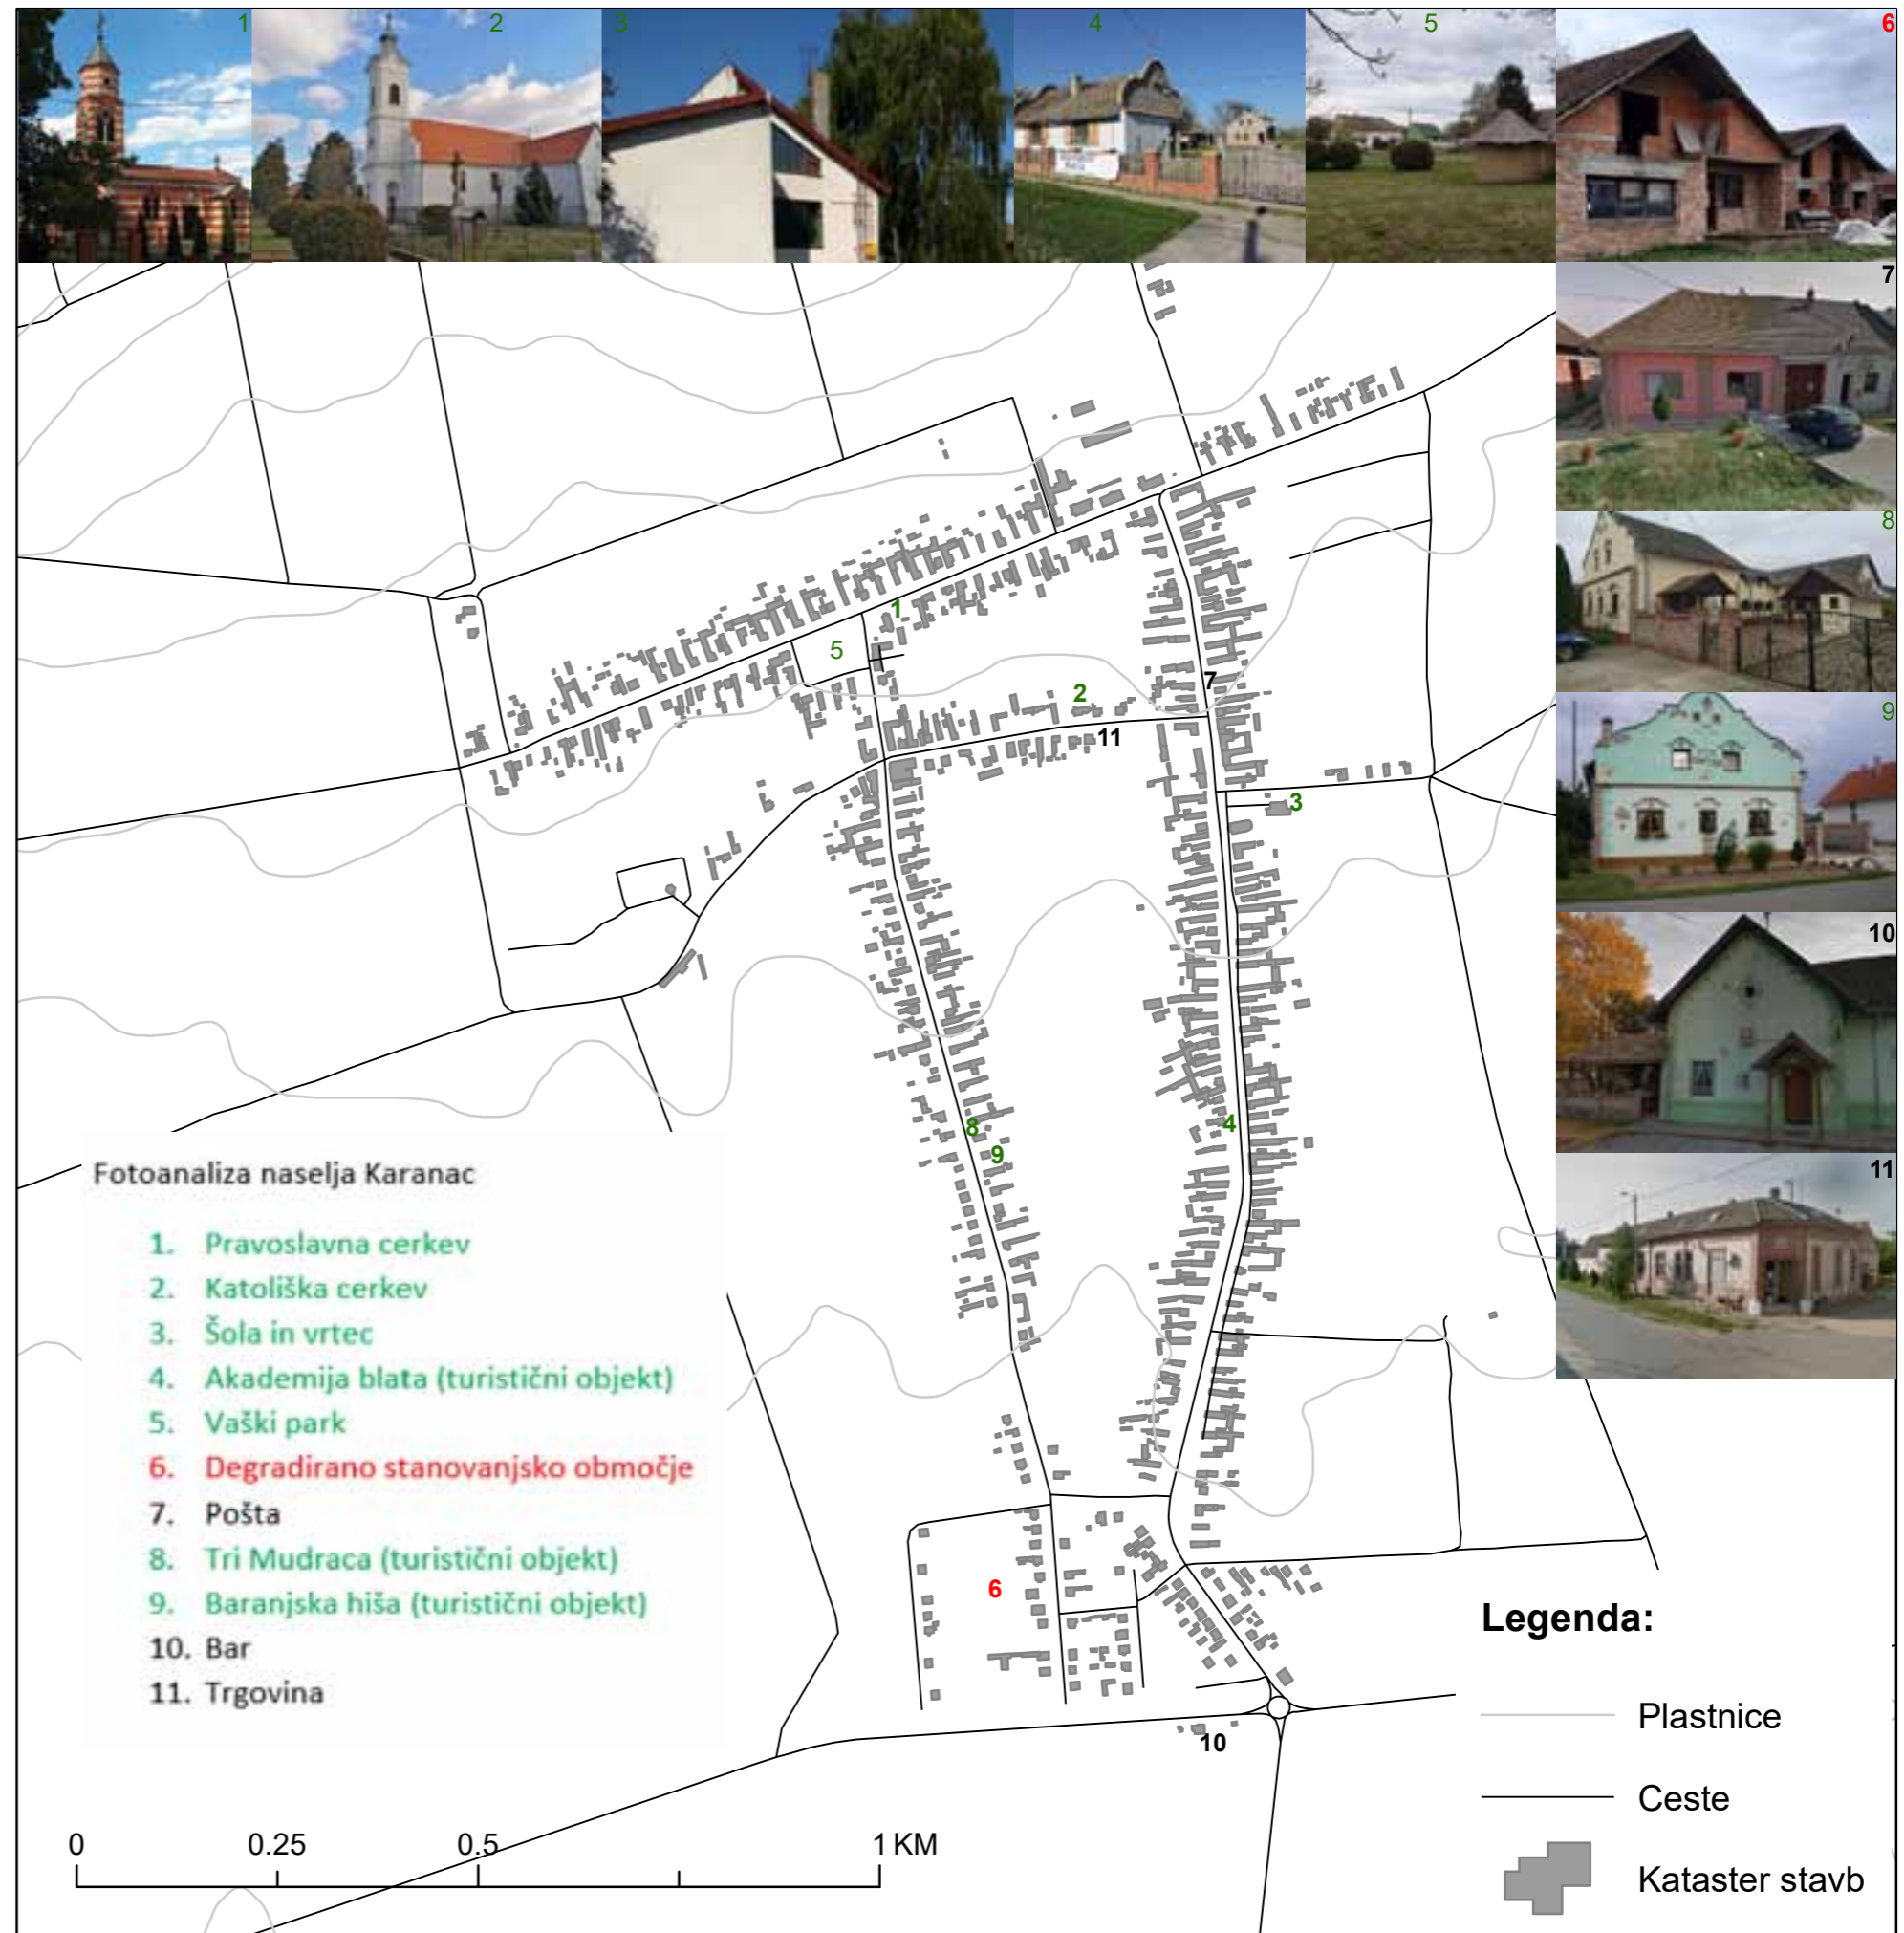 1
2
3
4
5
6
7
8
9
10
11
1
5
2
7
11
3
8
9
4
6
10
Fotoanaliza naselja Karanac
1. Pravoslavna cerkev
2. Katoliška cerkev
3. Šola in vrtec
4. Akademija blata (turistični objekt)
5. Vaški park
6. Degradirano stanovanjsko območje
7. Pošta
8. Tri Mudraca (turistični objekt)
9. Baranjska hiša (turistični objekt)
10. Bar
11. Trgovina
Legenda:
Plastnice
Ceste
Kataster stavb
0 0.25 0.5 1 KM